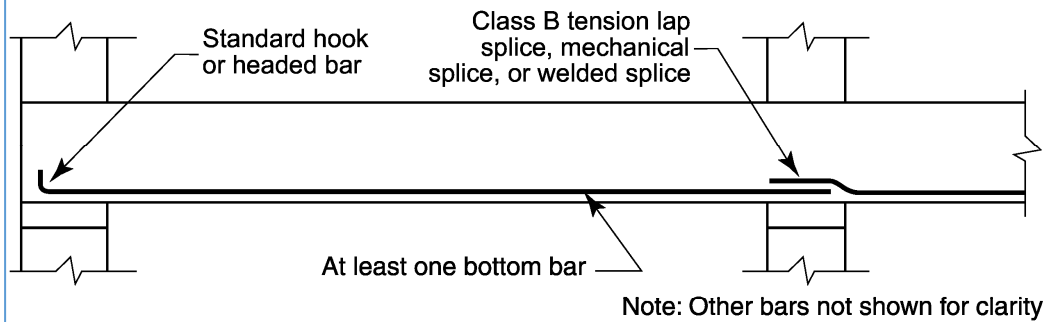 Standard hook
or headed bar
Class B tension lap
splice, mechanical
splice, or welded splice
At least one bottom bar
Note: Other bars not shown for clarity